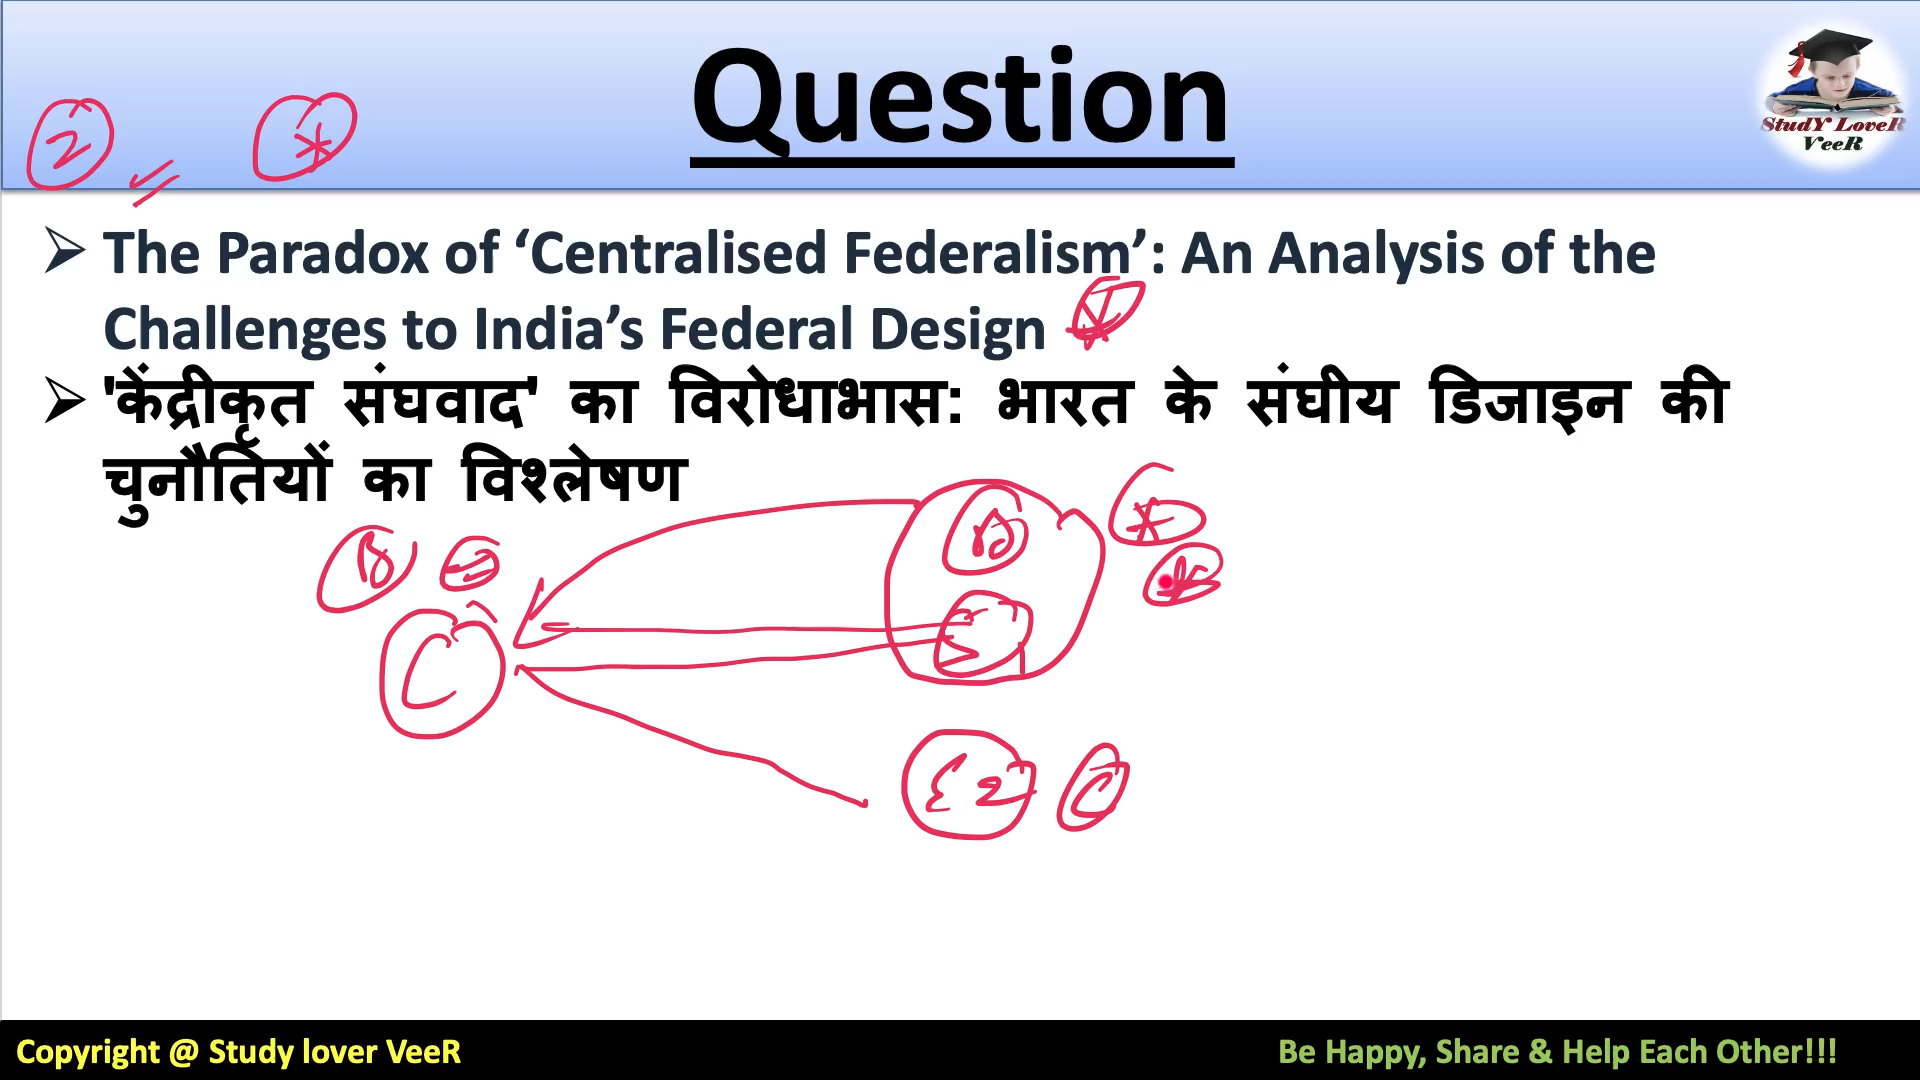 Question
StudY LoveR
VeeR
2
The Paradox of ‘Centralised Federalism’: An Analysis of the
Challenges to India’s Federal Design
'केंद्रीकृत संघवाद' का विरोधाभास: भारत के संघीय डिजाइन की
चुनौतियों का विश्लेषण
C
Copyright @ Study lover VeeR
Be Happy, Share & Help Each Other!!!